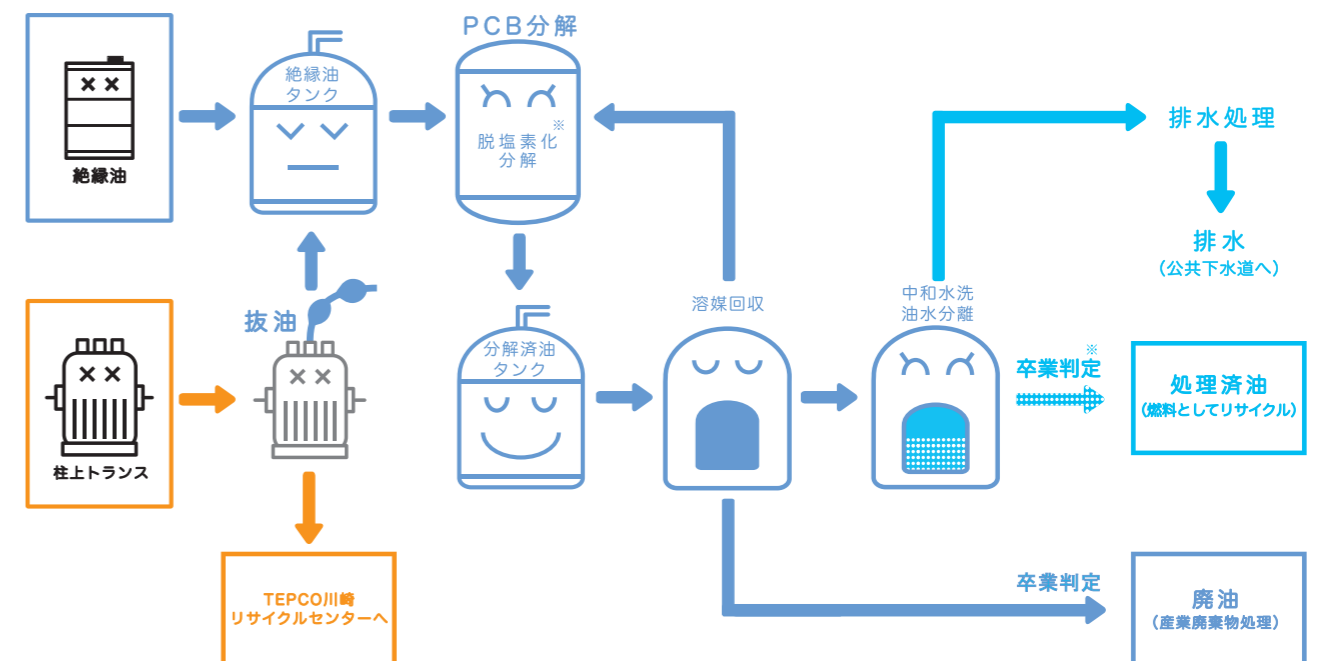 PCB分解
絶縁油
タンク
※
脱塩素化
分解
絶縁油
排水処理
排水
(公共下水道へ)
抜油
溶媒回収
中和水洗
油水分離
分解済油
タンク
※
卒業判定
処理済油
(燃料としてリサイクル)
柱上トランス
TEPCO川崎
リサイクルセンターへ
卒業判定
廃油
(産業廃棄物処理)